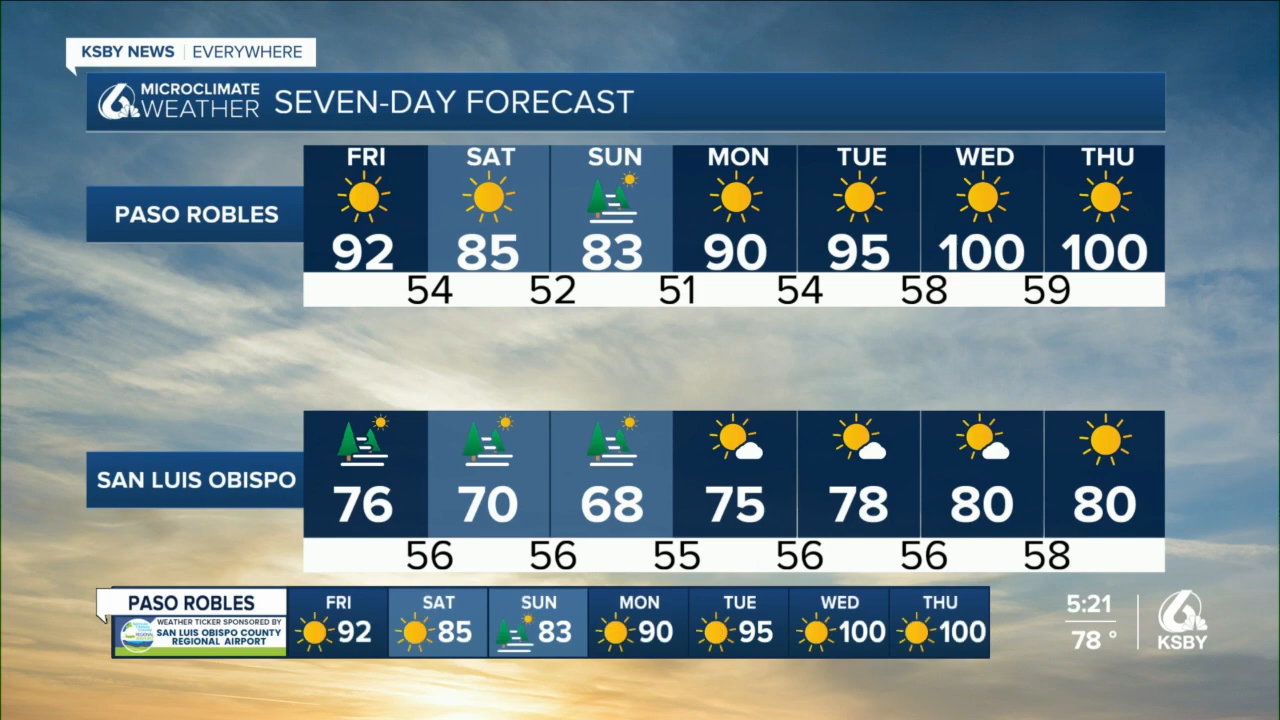 KSBY NEWS EVERYWHERE
6 MICROCLIMATE WEATHER SEVEN-DAY FORECAST
FRI SAT SUN MON TUE WED THU
PASO ROBLES
92 85 83 90 95 100 100
54 52 51 54 58 59
SAN LUIS OBISPO
76 70 68 75 78 80 80
56 56 55 56 56 58
PASO ROBLES
WEATHER TICKER SPONSORED BY
SAN LUIS OBISPO COUNTY
REGIONAL AIRPORT
FRI SAT SUN MON TUE WED THU
92 85 83 90 95 100 100
5:21
78 °
6
KSBY